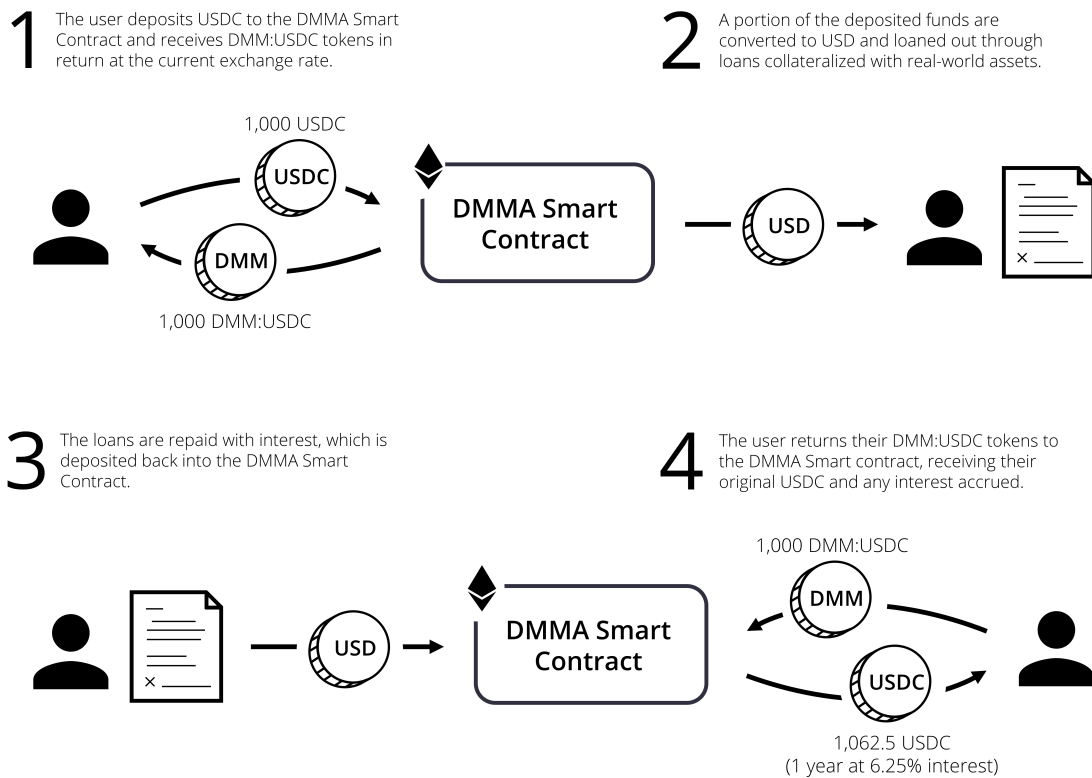 1
The user deposits USDC to the DMMA Smart
Contract and receives DMM:USDC tokens in
return at the current exchange rate.
2
A portion of the deposited funds are
converted to USD and loaned out through
loans collateralized with real-world assets.
1,000 USDC
USDC
DMM
1,000 DMM:USDC
DMMA Smart
Contract
USD
×
3
The loans are repaid with interest, which is
deposited back into the DMMA Smart
Contract.
4
The user returns their DMM:USDC tokens to
the DMMA Smart contract, receiving their
original USDC and any interest accrued.
×
USD
DMMA Smart
Contract
1,000 DMM:USDC
DMM
USDC
1,062.5 USDC
(1 year at 6.25% interest)